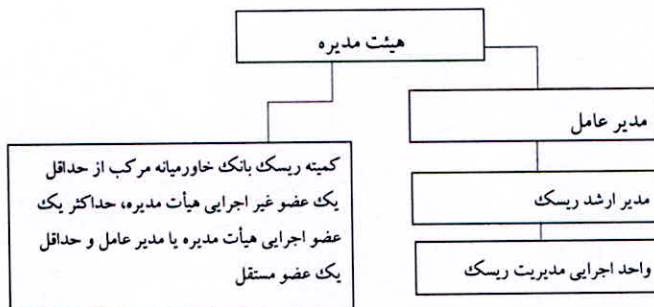 هیئت مدیره
مدیر عامل
مدیر ارشد ریسک
واحد اجرایی مدیریت ریسک
کمیته ریسک بانک خاورمیانه مرکب از حداقل
یک عضو غیر اجرایی هیأت مدیره، حداکثر یک
عضو اجرایی هیأت مدیره یا مدیر عامل و حداقل
یک عضو مستقل